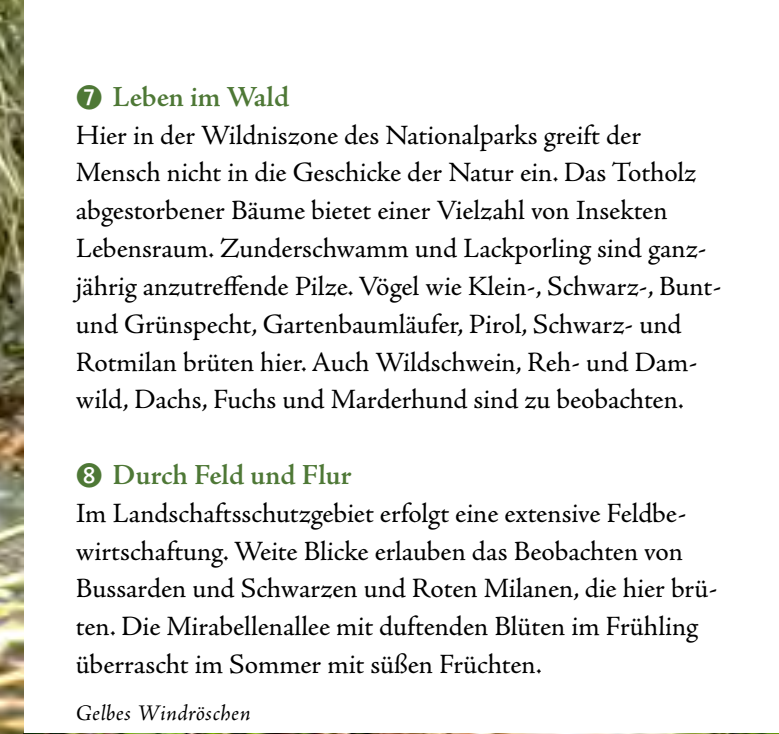 ❼ Leben im Wald
Hier in der Wildniszone des Nationalparks greift der
Mensch nicht in die Geschicke der Natur ein. Das Totholz
abgestorbener Bäume bietet einer Vielzahl von Insekten
Lebensraum. Zunderschwamm und Lackporling sind ganz-
jährig anzutreffende Pilze. Vögel wie Klein-, Schwarz-, Bunt-
und Grünspecht, Gartenbaumläufer, Pirol, Schwarz- und
Rotmilan brüten hier. Auch Wildschwein, Reh- und Dam-
wild, Dachs, Fuchs und Marderhund sind zu beobachten.
❽ Durch Feld und Flur
Im Landschaftsschutzgebiet erfolgt eine extensive Feldbe-
wirtschaftung. Weite Blicke erlauben das Beobachten von
Bussarden und Schwarzen und Roten Milanen, die hier brü-
ten. Die Mirabellenallee mit duftenden Blüten im Frühling
überrascht im Sommer mit süßen Früchten.
Gelbes Windröschen